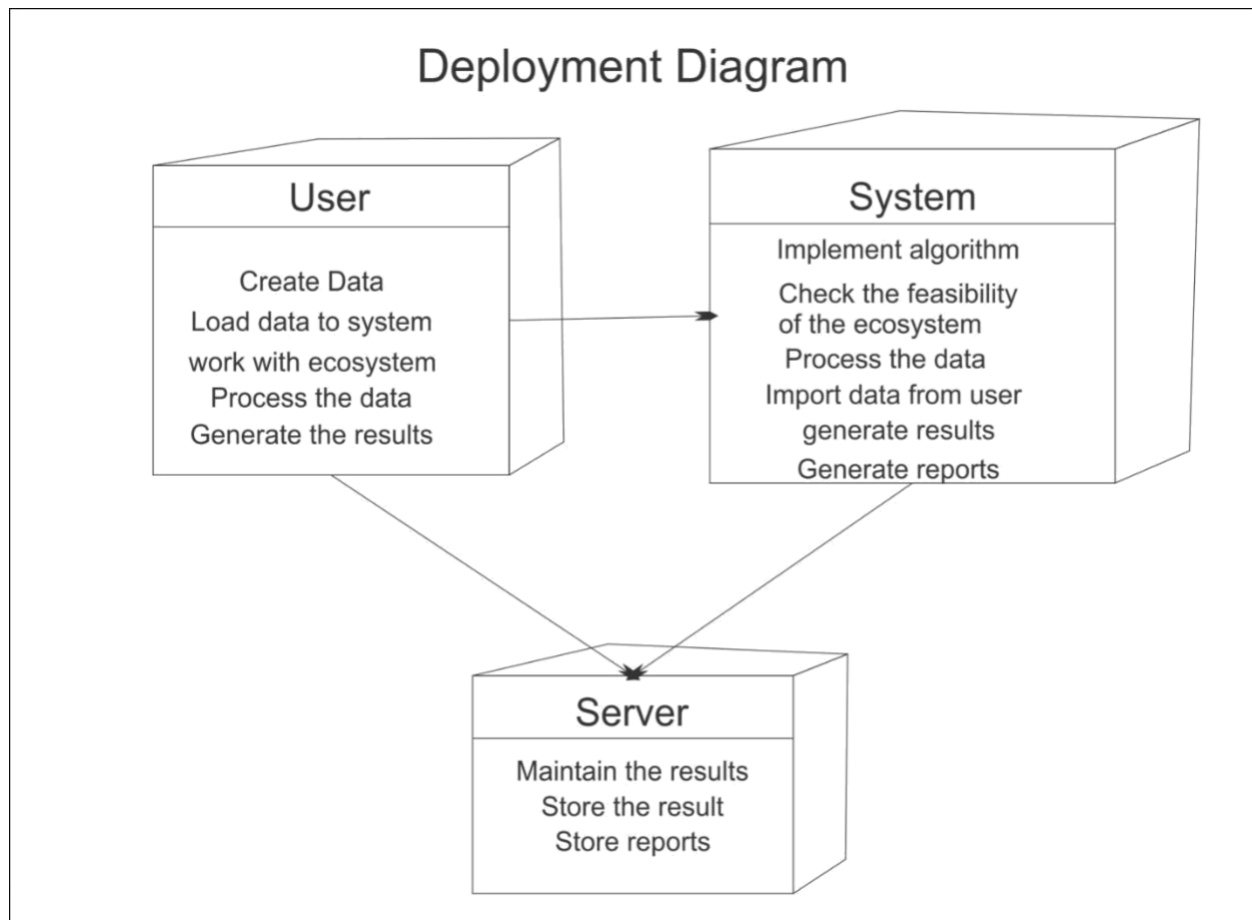 Deployment Diagram
User
Create Data
Load data to system
work with ecosystem
Process the data
Generate the results
System
Implement algorithm
Check the feasibility
of the ecosystem
Process the data
Import data from user
generate results
Generate reports
Server
Maintain the results
Store the result
Store reports